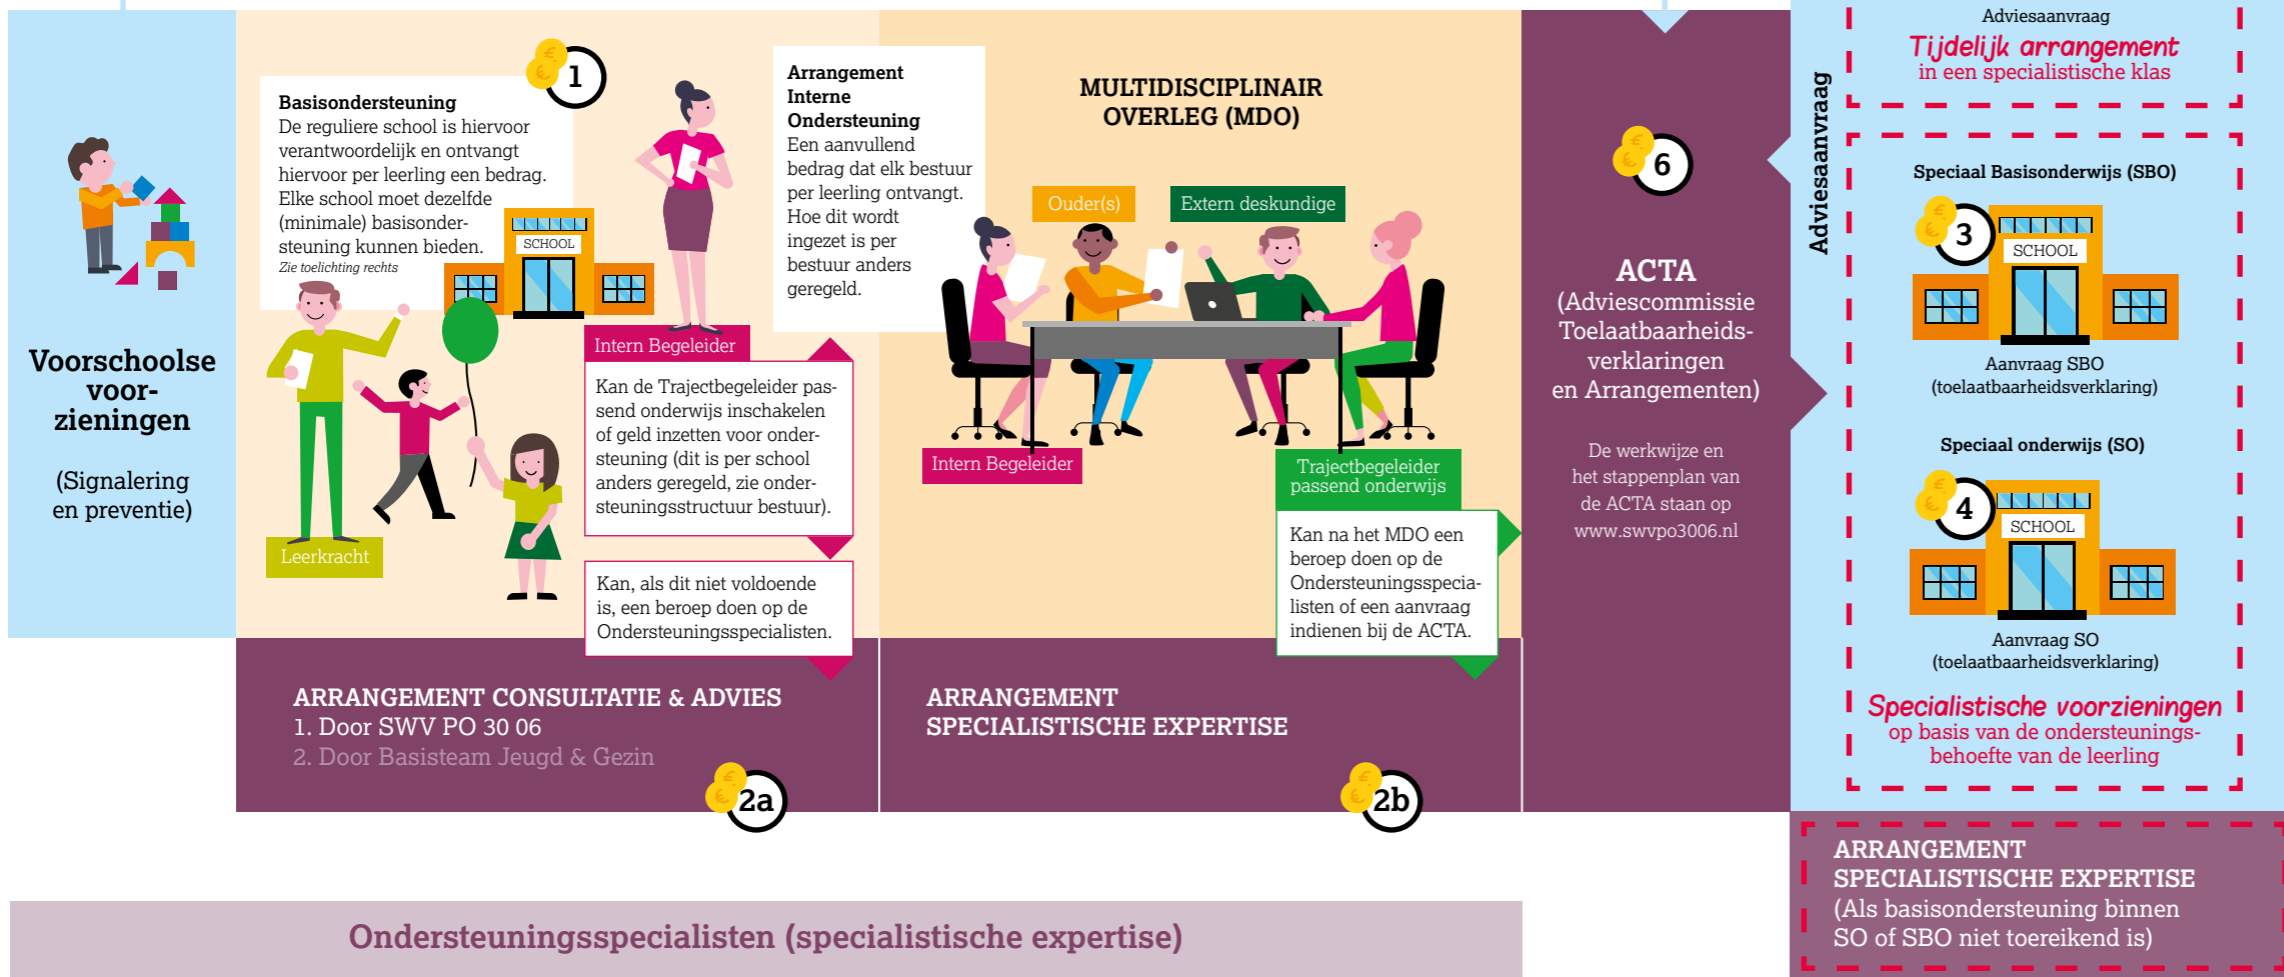 Voorschoolse
voor-
zieningen
(Signalering
en preventie)
€
€
1
Basisondersteuning
De reguliere school is hiervoor
verantwoordelijk en ontvangt
hiervoor per leerling een bedrag.
Elke school moet dezelfde
(minimale) basisonder-
steuning kunnen bieden.
Zie toelichting rechts
SCHOOL
Leerkracht
Intern Begeleider
Kan de Trajectbegeleider pas-
send onderwijs inschakelen
of geld inzetten voor onder-
steuning (dit is per school
anders geregeld, zie onder-
steuningsstructuur bestuur).
Kan, als dit niet voldoende
is, een beroep doen op de
Ondersteuningsspecialisten.
Arrangement
Interne
Ondersteuning
Een aanvullend
bedrag dat elk bestuur
per leerling ontvangt.
Hoe dit wordt
ingezet is per
bestuur anders
geregeld.
MULTIDISCIPLINAIR
OVERLEG (MDO)
Ouder(s)
Extern deskundige
Intern Begeleider
Trajectbegeleider
passend onderwijs
Kan na het MDO een
beroep doen op de
Ondersteuningsspecia-
listen of een aanvraag
indienen bij de ACTA.
ARRANGEMENT CONSULTATIE & ADVIES
1. Door SWV PO 30 06
2. Door Basisteam Jeugd & Gezin
€
€
2a
ARRANGEMENT
SPECIALISTISCHE EXPERTISE
€
€
2b
€
€
6
ACTA
(Adviescommissie
Toelaatbaarheids-
verklaringen
en Arrangementen)
De werkwijze en
het stappenplan van
de ACTA staan op
www.swvpo3006.nl
Adviesaanvraag
Adviesaanvraag
Tijdelijk arrangement
in een specialistische klas
Speciaal Basisonderwijs (SBO)
€
€
3
SCHOOL
Aanvraag SBO
(toelaatbaarheidsverklaring)
Speciaal onderwijs (SO)
€
€
4
SCHOOL
Aanvraag SO
(toelaatbaarheidsverklaring)
Specialistische voorzieningen
op basis van de ondersteunings-
behoefte van de leerling
ARRANGEMENT
SPECIALISTISCHE EXPERTISE
(Als basisondersteuning binnen
SO of SBO niet toereikend is)
Ondersteuningsspecialisten (specialistische expertise)